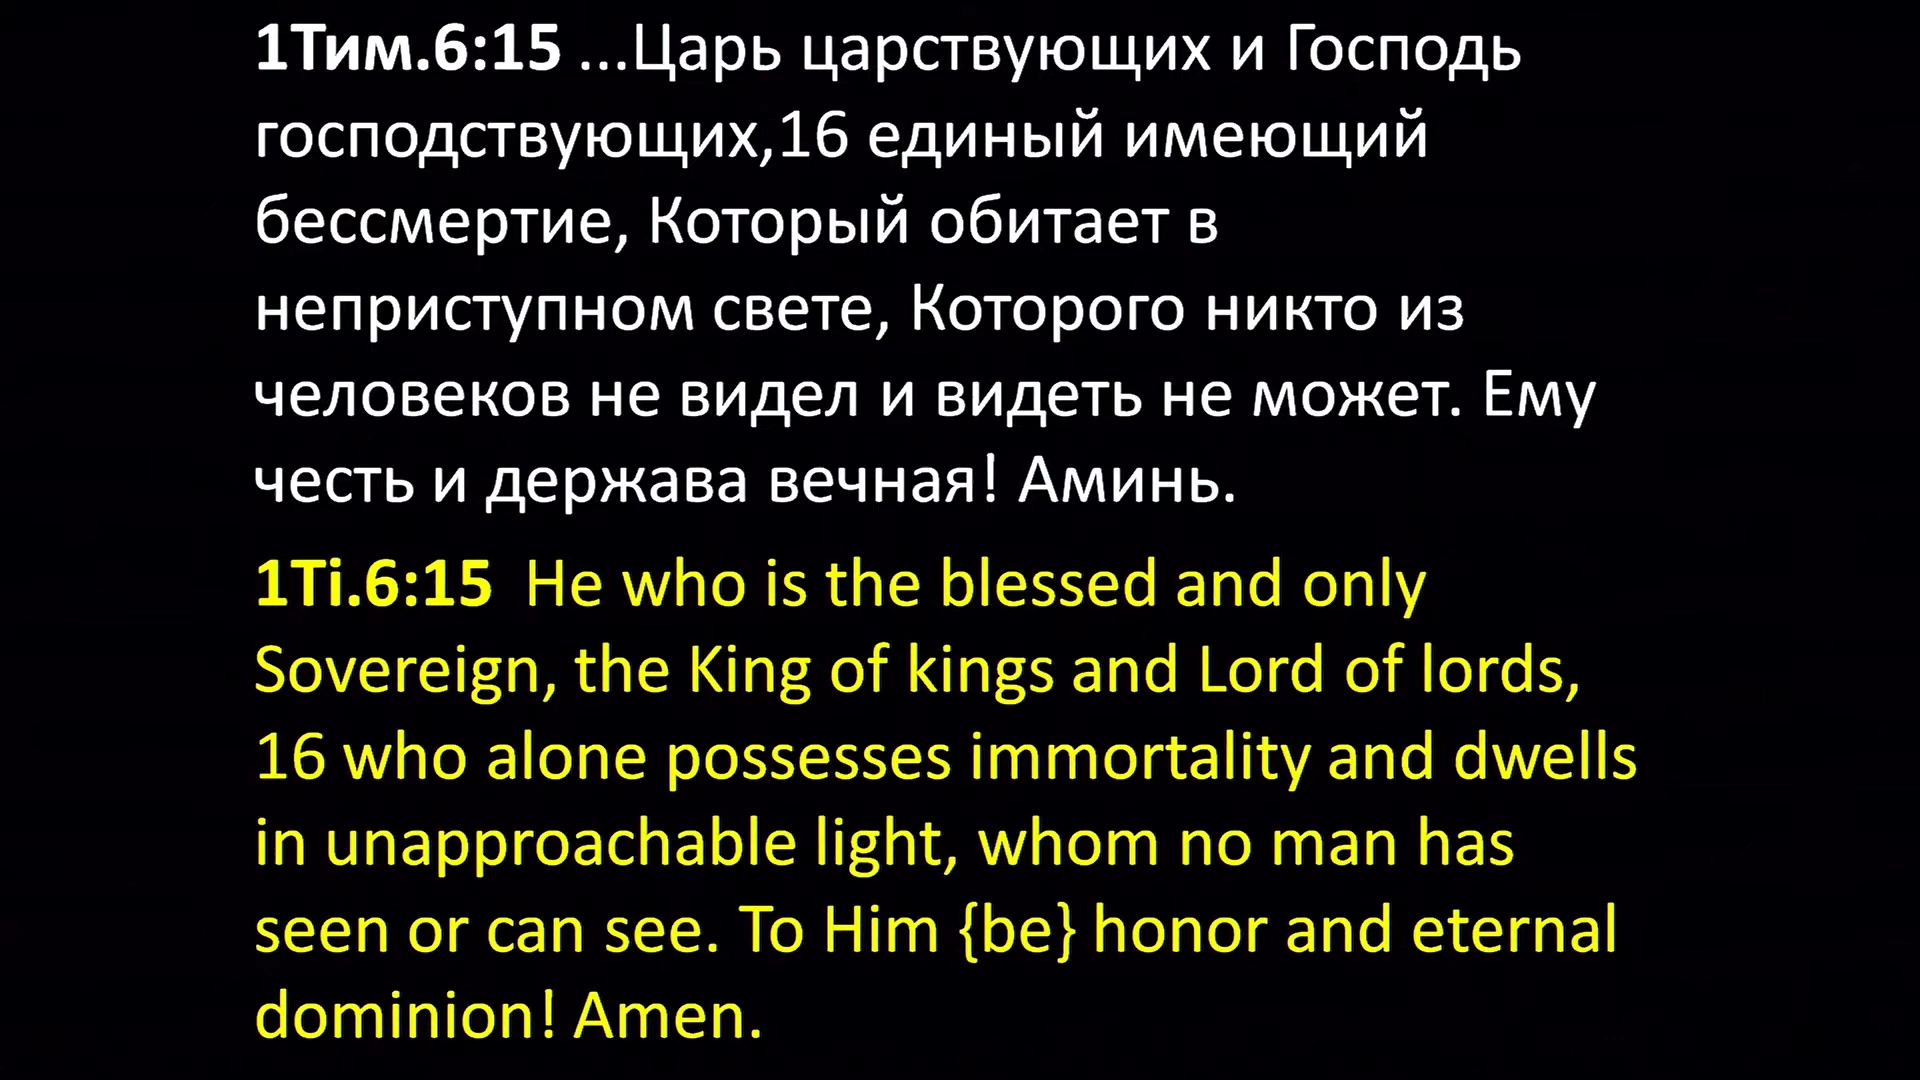 1Тим.6:15 ...Царь царствующих и Господь
господствующих,16 единый имеющий
бессмертие, Который обитает в
неприступном свете, Которого никто из
человеков не видел и видеть не может. Ему
честь и держава вечная! Аминь.
1Ti.6:15 He who is the blessed and only
Sovereign, the King of kings and Lord of lords,
16 who alone possesses immortality and dwells
in unapproachable light, whom no man has
seen or can see. To Him {be} honor and eternal
dominion! Amen.